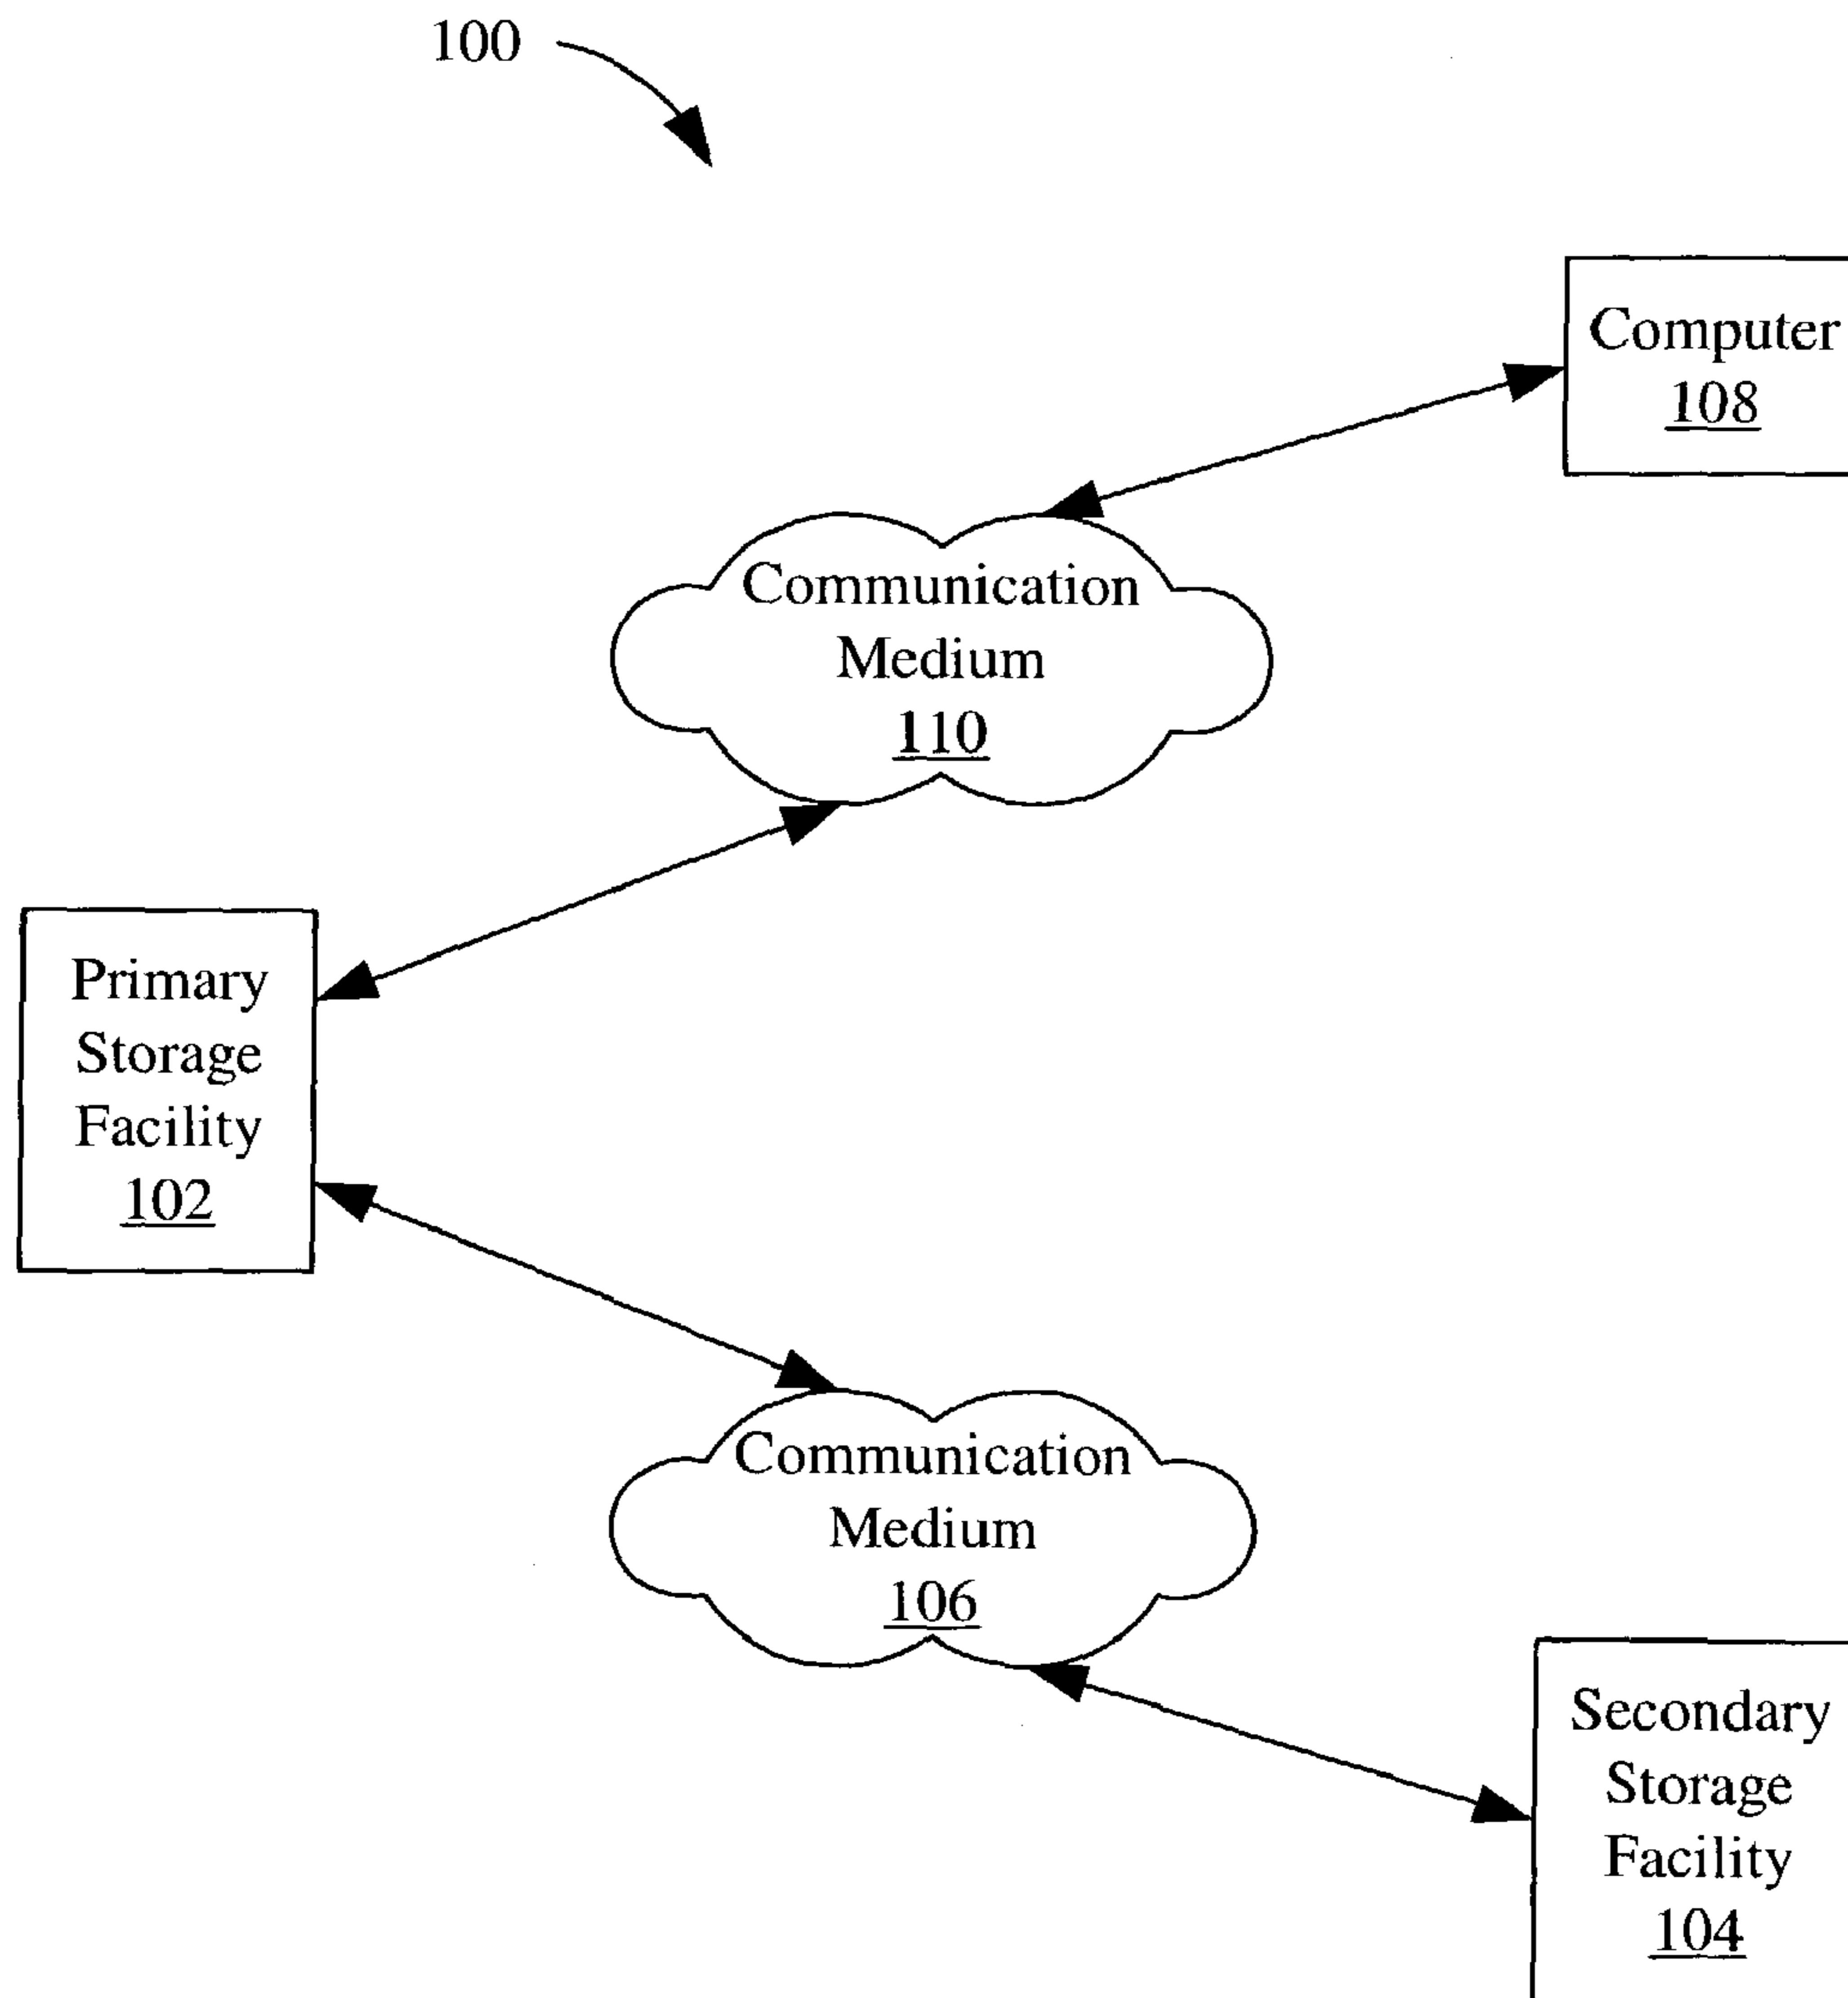 100
Computer
108
Communication
Medium
110
Primary
Storage
Facility
102
Communication
Medium
106
Secondary
Storage
Facility
104